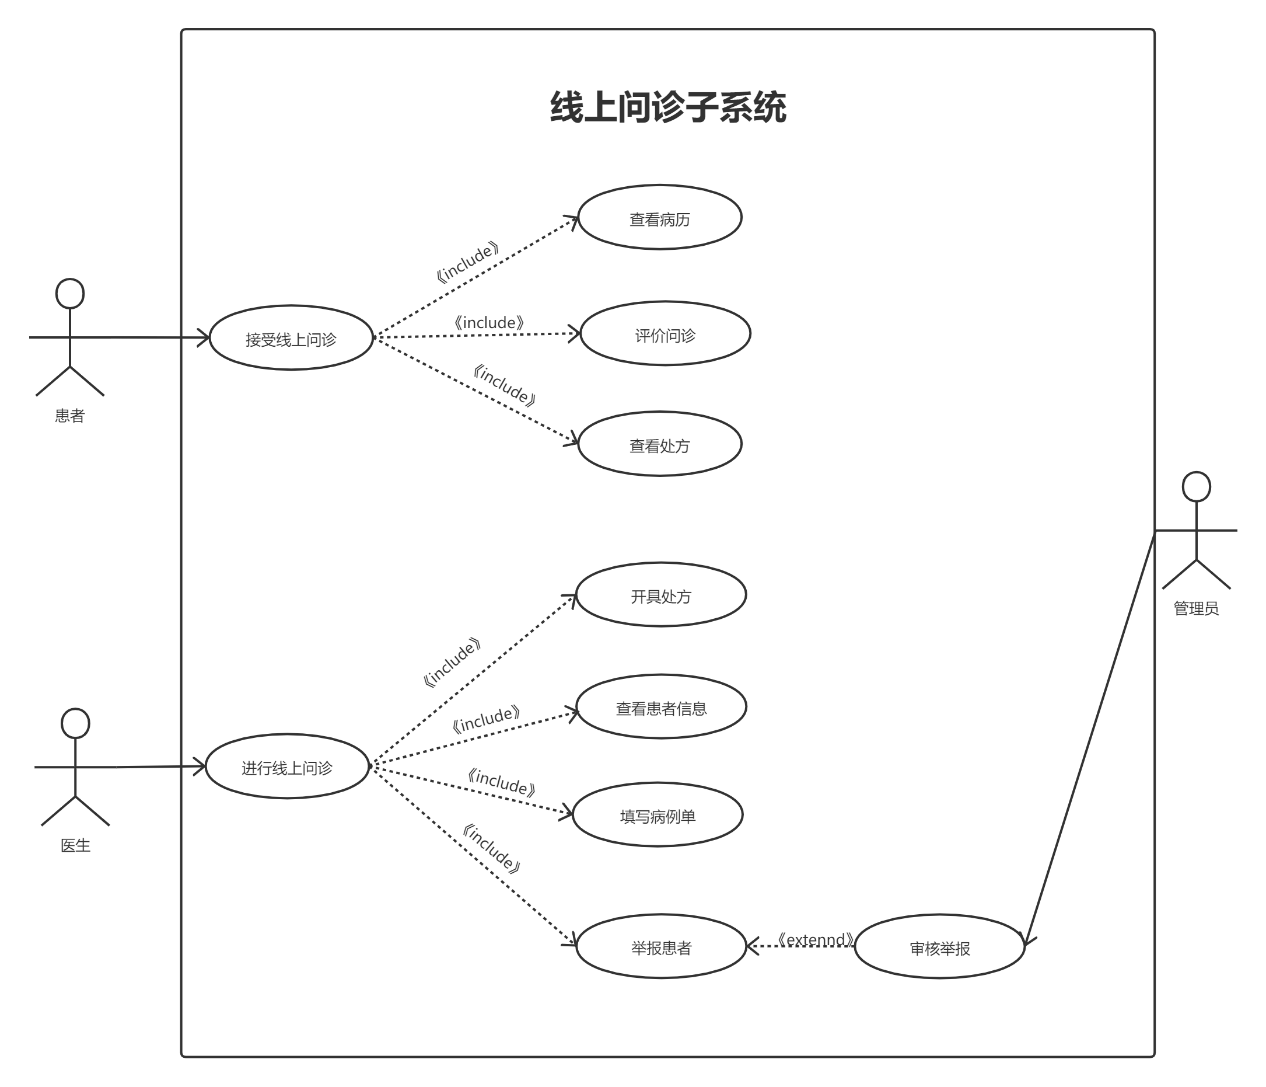 线上问诊子系统
查看病历
《include》
《include》
评价问诊
接受线上问诊
《include》
患者
查看处方
管理员
开具处方
《include》
查看患者信息
《include》
进行线上问诊
《include》
填写病例单
医生
《include》
举报患者
《extennd》
审核举报